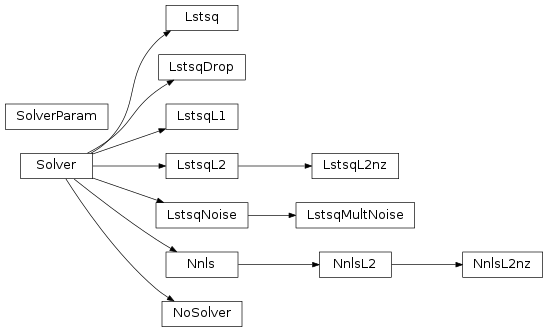 Lstsq
LstsqDrop
SolverParam
LstsqL1
Solver
LstsqL2
LstsqL2nz
LstsqNoise
LstsqMultNoise
Nnls
NnlsL2
NnlsL2nz
NoSolver